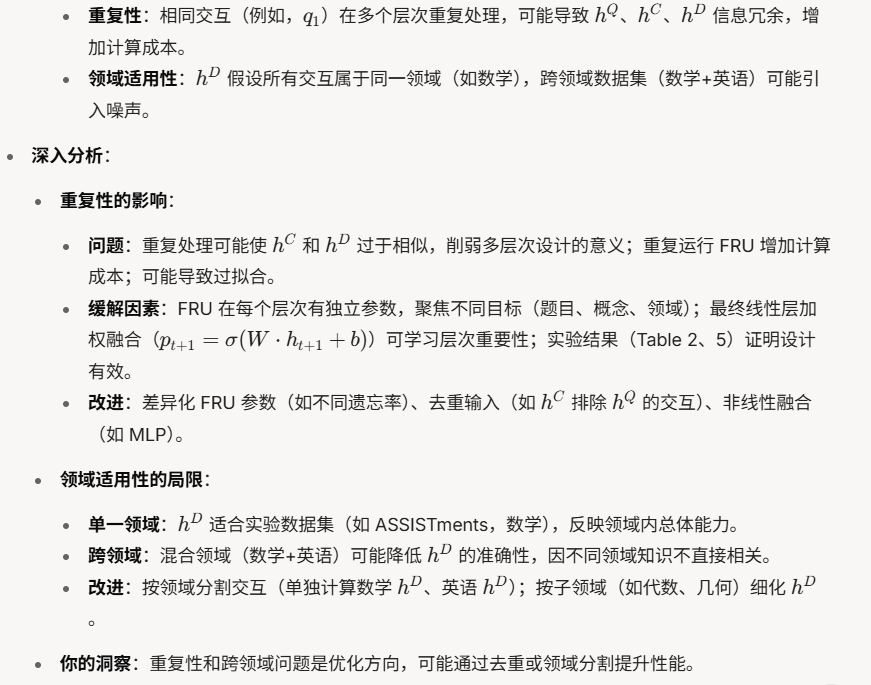 重复性：相同交互（例如，q₁）在多个层次重复处理，可能导致 h^Q、h^C、h^D 信息冗余，增
加计算成本。
领域适用性：h^D 假设所有交互属于同一领域（如数学），跨领域数据集（数学+英语）可能引
入噪声。
深入分析：
重复性的影响：
问题：重复处理可能使 h^C 和 h^D 过于相似，削弱多层次设计的意义；重复运行 FRU 增加计算
成本；可能导致过拟合。
缓解因素：FRU 在每个层次有独立参数，聚焦不同目标（题目、概念、领域）；最终线性层加
权融合（p_{t+1} = σ(W · h_{t+1} + b)）可学习层次重要性；实验结果（Table 2、5）证明设计
有效。
改进：差异化 FRU 参数（如不同遗忘率）、去重输入（如 h^C 排除 h^Q 的交互）、非线性融合
（如 MLP）。
领域适用性的局限：
单一领域：h^D 适合实验数据集（如 ASSISTments，数学），反映领域内总体能力。
跨领域：混合领域（数学+英语）可能降低 h^D 的准确性，因不同领域知识不直接相关。
改进：按领域分割交互（单独计算数学 h^D、英语 h^D）；按子领域（如代数、几何）细化 h^D
。
你的洞察：重复性和跨领域问题是优化方向，可能通过去重或领域分割提升性能。